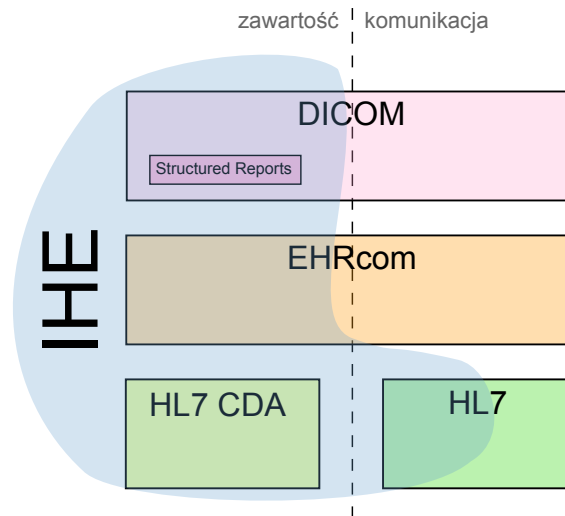 zawartość komunikacja
DICOM
Structured Reports
IHE
EHRcom
HL7 CDA
HL7